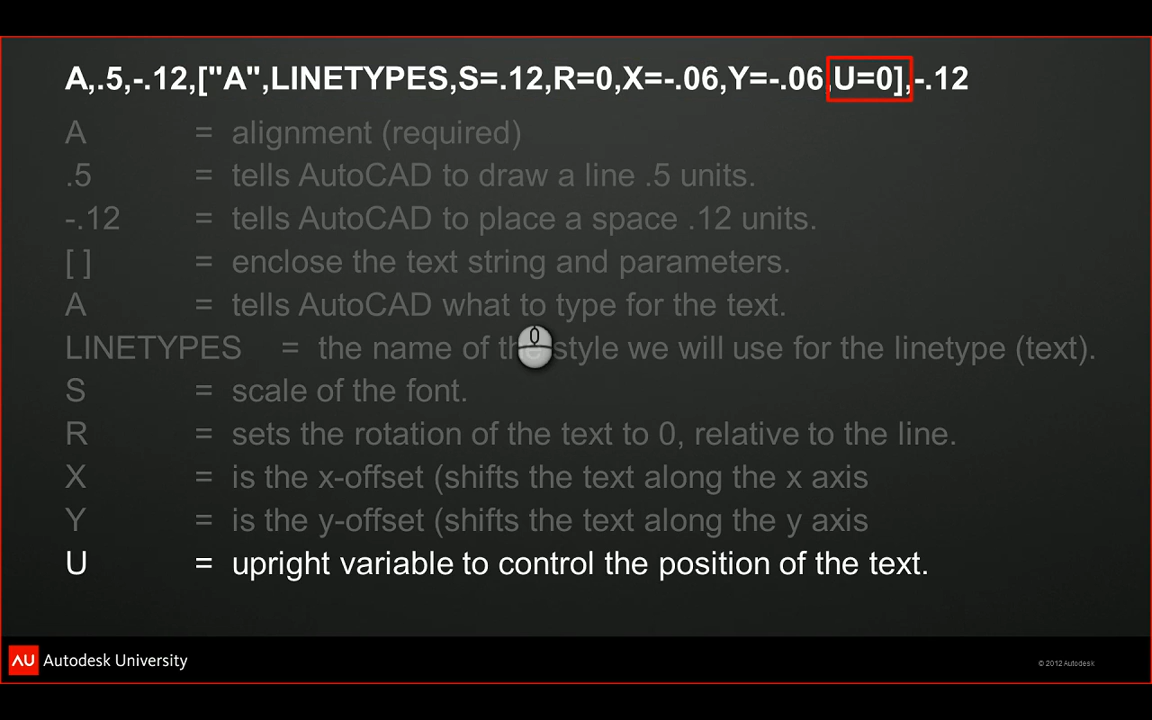 A,.5,-.12,["A",LINETYPES,S=.12,R=0,X=-.06,Y=-.06,U=0],-.12
A = alignment (required)
.5 = tells AutoCAD to draw a line .5 units.
-.12 = tells AutoCAD to place a space .12 units.
[ ] = enclose the text string and parameters.
A = tells AutoCAD what to type for the text.
LINETYPES = the name of the style we will use for the linetype (text).
S = scale of the font.
R = sets the rotation of the text to 0, relative to the line.
X = is the x-offset (shifts the text along the x axis
Y = is the y-offset (shifts the text along the y axis
U = upright variable to control the position of the text.
AU Autodesk University
© 2012 Autodesk